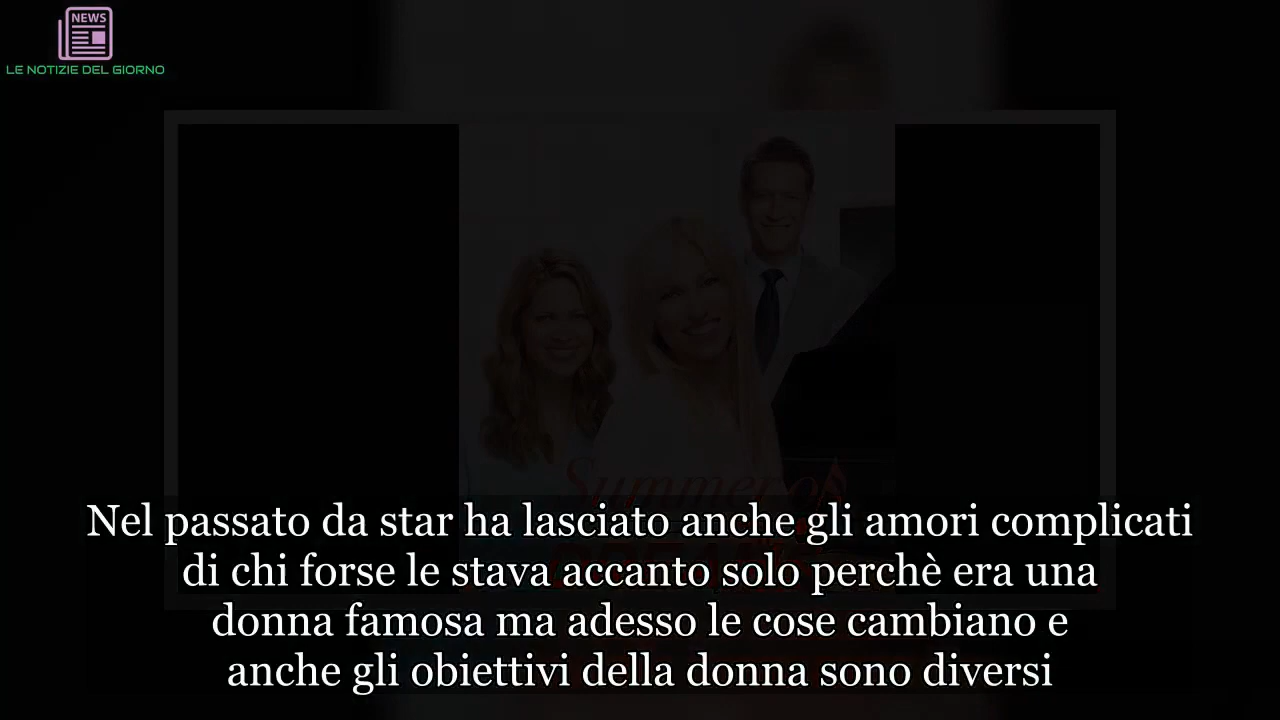 NEWS
LE NOTIZIE DEL GIORNO
Summer of
Nel passato da star ha lasciato anche gli amori complicati
di chi forse le stava accanto solo perchè era una
donna famosa ma adesso le cose cambiano e
anche gli obiettivi della donna sono diversi